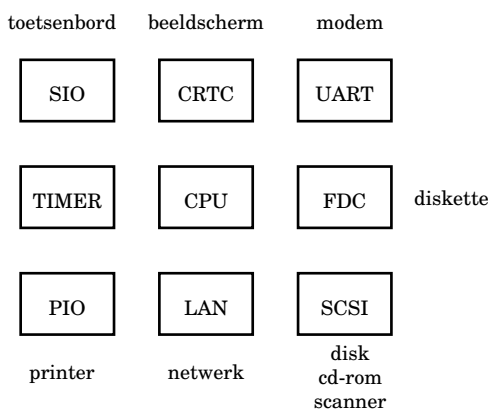 toetsenbord beeldscherm modem
SIO CRTC UART
TIMER CPU FDC diskette
PIO LAN SCSI
printer netwerk disk
cd-rom
scanner